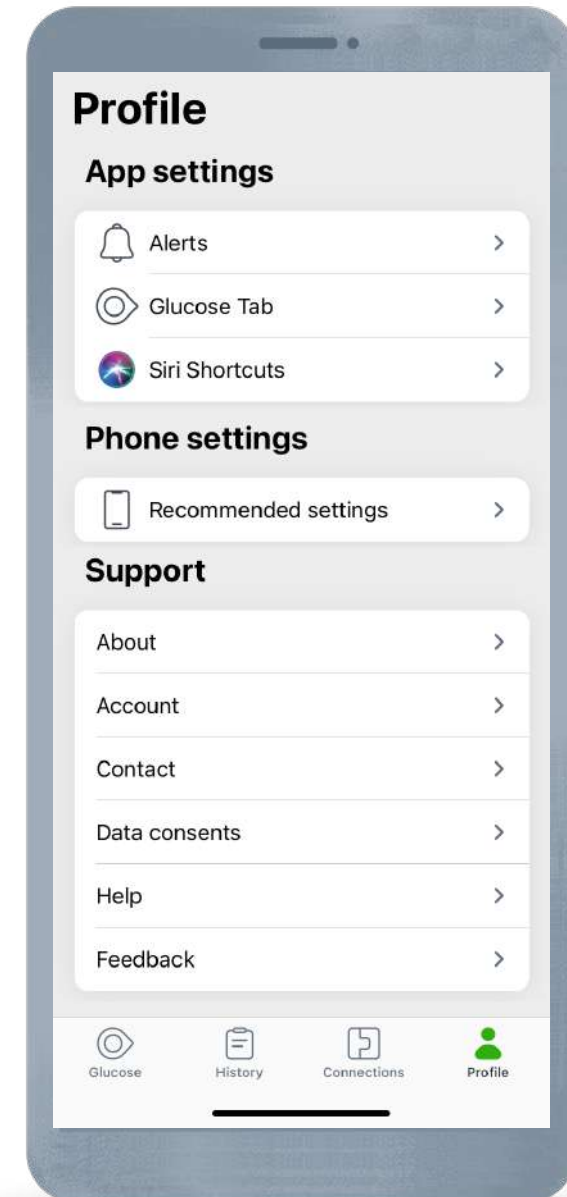 Profile
App settings
Alerts
Glucose Tab
Siri Shortcuts
Phone settings
Recommended settings
Support
About
Account
Contact
Data consents
Help
Feedback
Glucose History Connections Profile